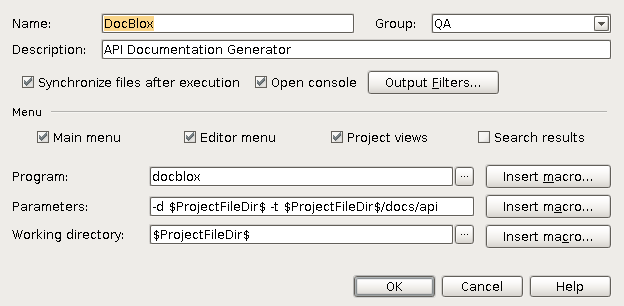 Name: DocBlox Group: QA
Description: API Documentation Generator
Synchronize files after execution Open console Output Filters...
Menu
Main menu Editor menu Project views Search results
Program: docblox ... Insert macro...
Parameters: -d $ProjectFileDir$ -t $ProjectFileDir$/docs/api Insert macro...
Working directory: $ProjectFileDir$ ... Insert macro...
OK Cancel Help